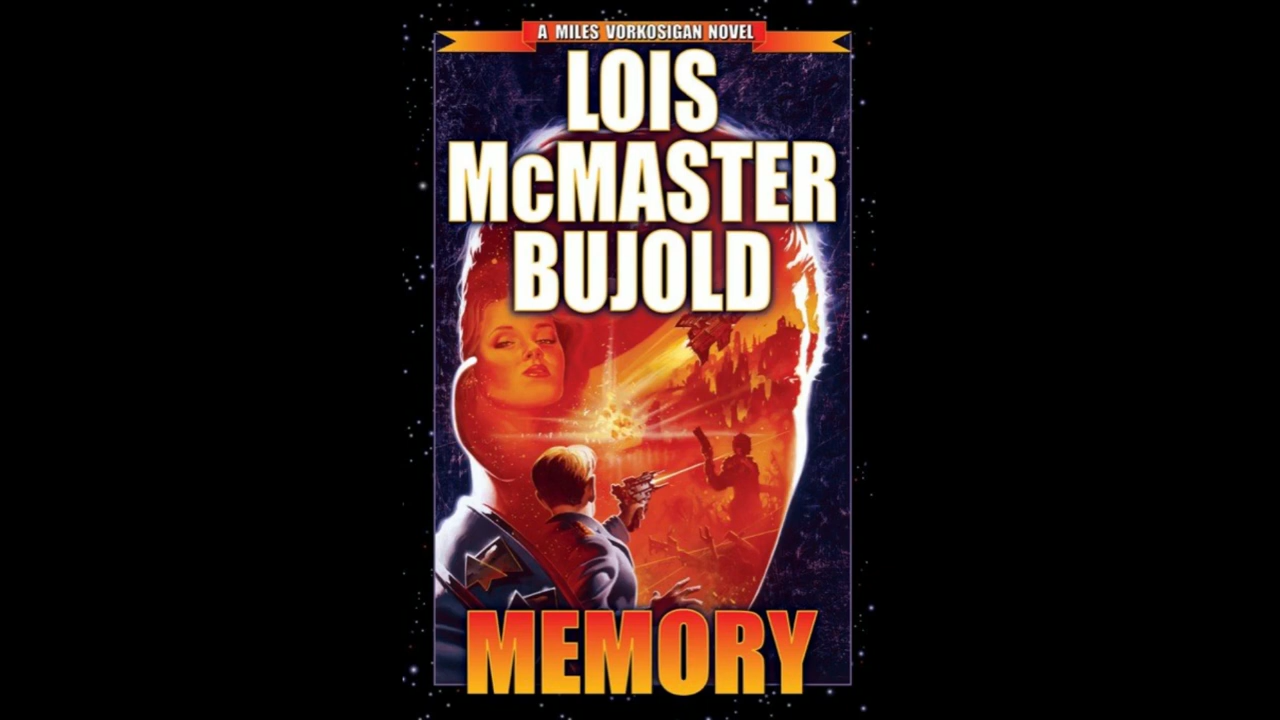 A MILES VORKOSIGAN NOVEL
LOIS
McMASTER
BUJOLD
MEMORY